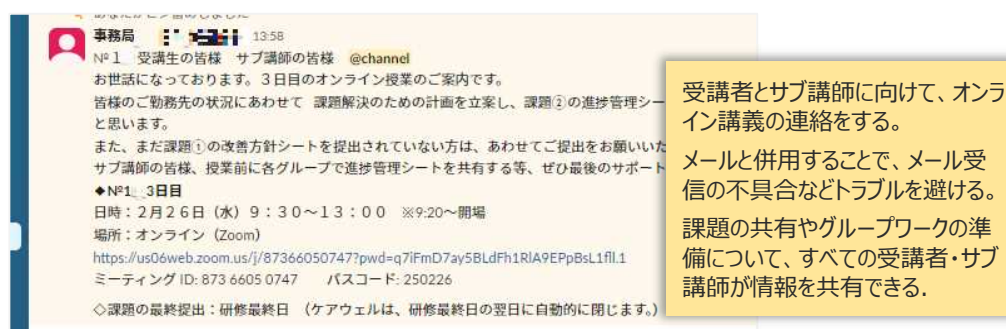 事務局
13:58
№1 受講生の皆様 サブ講師の皆様 @channel
お世話になっております。3日目のオンライン授業のご案内です。
皆様のご勤務先の状況にあわせて 課題解決のための計画を立案し、課題②の進捗管理シー
と思います。
また、まだ課題①の改善方針シートを提出されていない方は、あわせてご提出をお願いいた
サブ講師の皆様、授業前に各グループで進捗管理シートを共有する等、ぜひ最後のサポート
◆№1 3日目
日時:2月26日(水)9:30~13:00 ※9:20~開場
場所:オンライン(Zoom)
https://us06web.zoom.us/j/87366050747?pwd=q7iFmD7ay5BLdFh1RlA9EPpBsL1fll.1
ミーティング ID: 873 6605 0747 パスコード: 250226
◇課題の最終提出:研修最終日 (ケアウェルは、研修最終日の翌日に自動的に閉じます。)
受講者とサブ講師に向けて、オンラ
イン講義の連絡をする。
メールと併用することで、メール受
信の不具合などトラブルを避ける。
課題の共有やグループワークの準
備について、すべての受講者・サブ
講師が情報を共有できる.